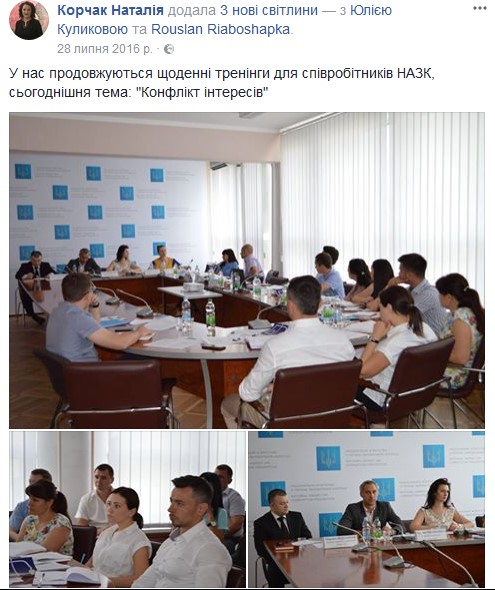 Корчак Наталія додала 3 нові світлини — з Юлією
Куликовою та Rouslan Riaboshapka.
28 липня 2016 р. ·
У нас продовжуються щоденні тренінги для співробітників НАЗК,
сьогоднішня тема: "Конфлікт інтересів"